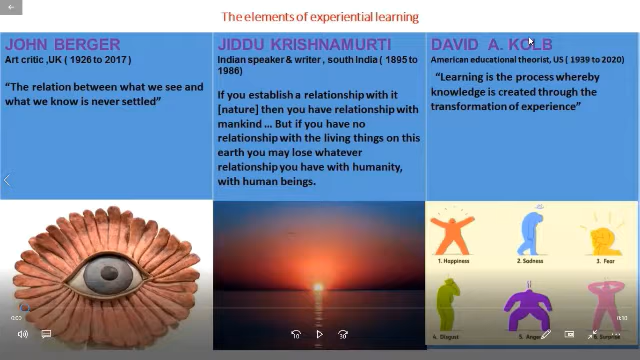 The elements of experiential learning
JOHN BERGER
Art critic ,UK ( 1926 to 2017 )
“The relation between what we see and
what we know is never settled”
JIDDU KRISHNAMURTI
Indian speaker & writer , south India ( 1895 to
1986)
If you establish a relationship with it
[nature] then you have relationship with
mankind ... But if you have no
relationship with the living things on this
earth you may lose whatever
relationship you have with humanity,
with human beings.
DAVID A. KOLB
American educational theorist, US ( 1939 to 2020)
“Learning is the process whereby
knowledge is created through the
transformation of experience”
1. Happiness
2. Sadness
3. Fear
4. Disgust
5.
6. Surprise
0:03
10
30